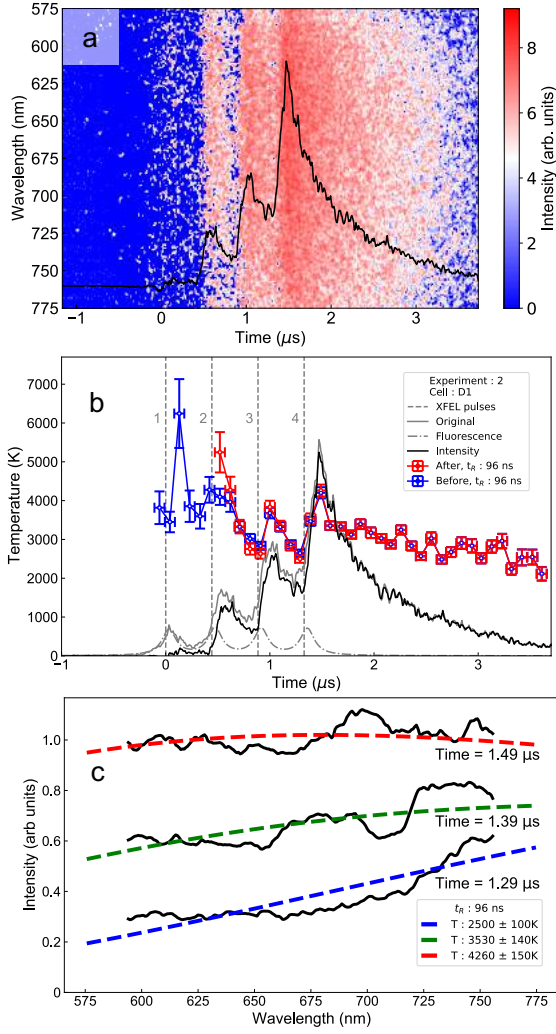 a
575
600
625
650
675
700
725
750
775
Wavelength (nm)
-1
0
1
2
3
Time (μs)
8
6
4
2
0
Intensity (arb. units)
b
7000
6000
5000
4000
3000
2000
1000
0
Temperature (K)
1
2
3
4
Experiment : 2
Cell : D1
XFEL pulses
Original
Fluorescence
Intensity
After, tR : 96 ns
Before, tR : 96 ns
−1
0
1
2
3
Time (μs)
c
1.0
0.8
0.6
0.4
0.2
0
Intensity (arb units)
Time = 1.49 μs
Time = 1.39 μs
Time = 1.29 μs
tR : 96 ns
T : 2500 ± 100K
T : 3530 ± 140K
T : 4260 ± 150K
575
600
625
650
675
700
725
750
775
Wavelength (nm)